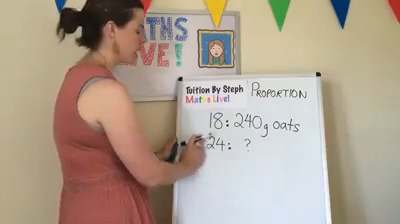 MATHS
LIVE!
Tuition By Steph
Maths Live!
PROPORTION
18:240g oats
24: ?